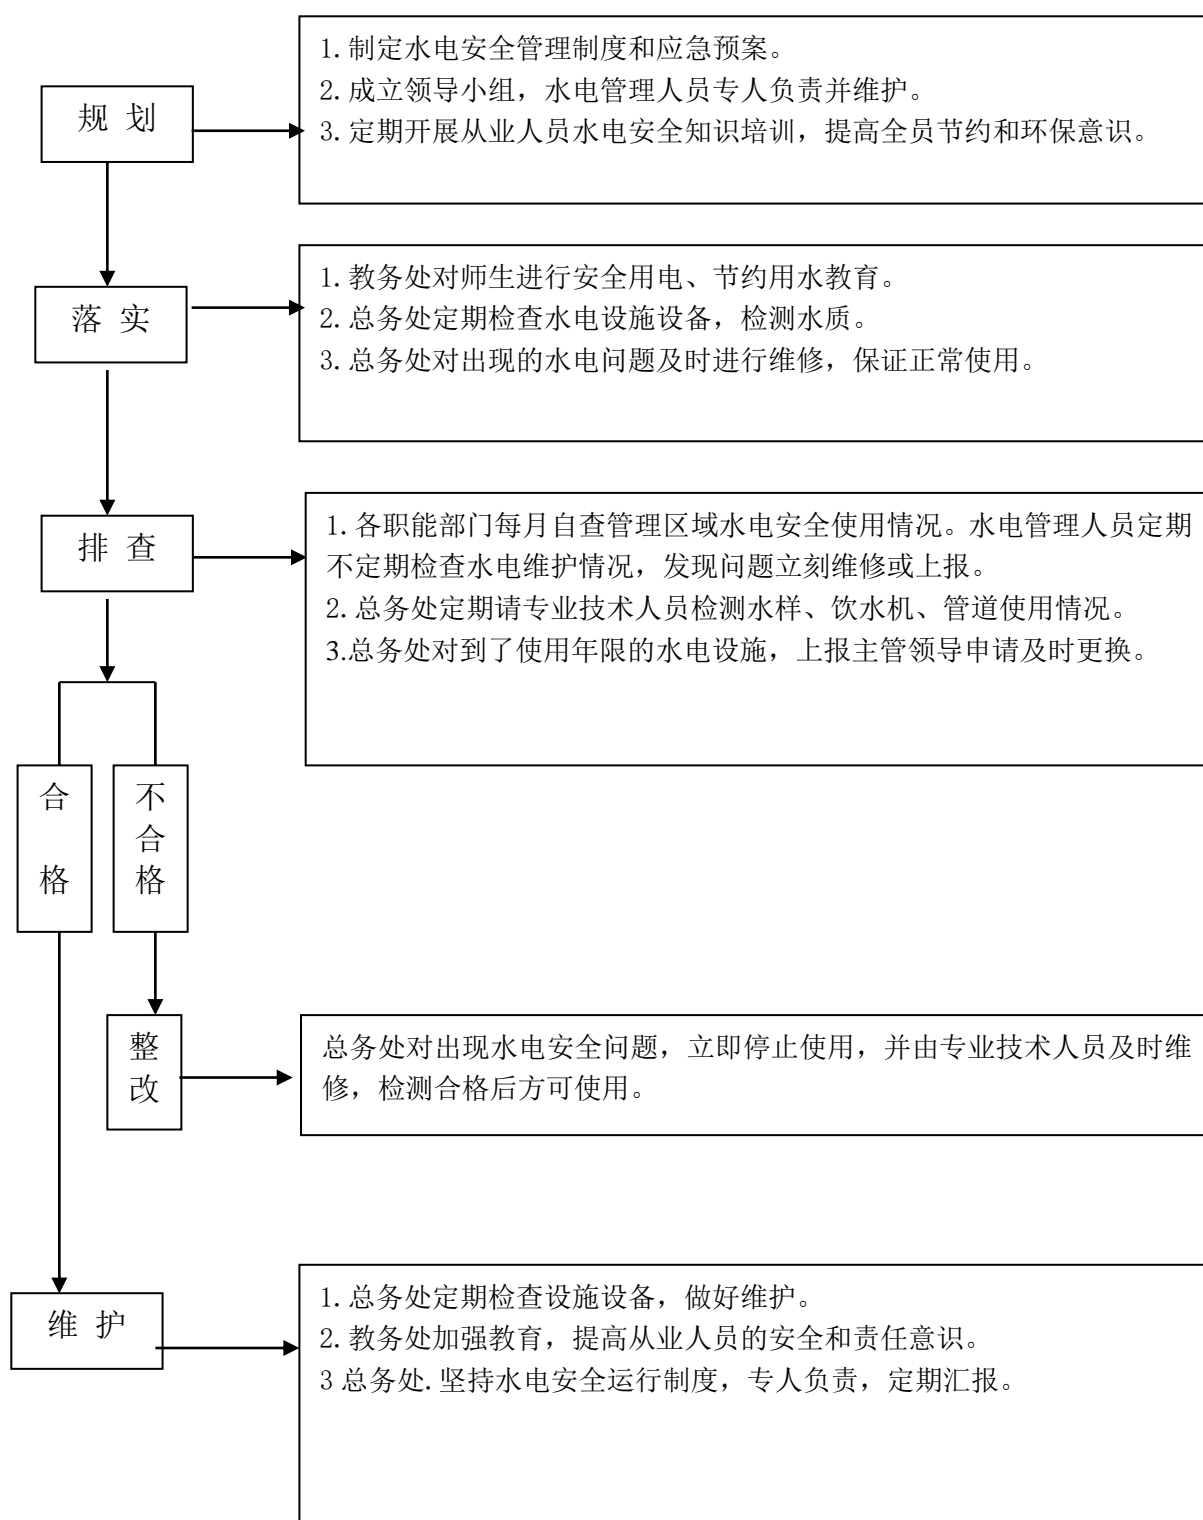 规 划
1. 制定水电安全管理制度和应急预案。
2. 成立领导小组，水电管理人员专人负责并维护。
3. 定期开展从业人员水电安全知识培训，提高全员节约和环保意识。
落 实
1. 教务处对师生进行安全用电、节约用水教育。
2. 总务处定期检查水电设施设备，检测水质。
3. 总务处对出现的水电问题及时进行维修，保证正常使用。
排 查
1. 各职能部门每月自查管理区域水电安全使用情况。水电管理人员定期
不定期检查水电维护情况，发现问题立刻维修或上报。
2. 总务处定期请专业技术人员检测水样、饮水机、管道使用情况。
3.总务处对到了使用年限的水电设施，上报主管领导申请及时更换。
合
格
不
合
格
整
改
总务处对出现水电安全问题，立即停止使用，并由专业技术人员及时维
修，检测合格后方可使用。
维 护
1. 总务处定期检查设施设备，做好维护。
2. 教务处加强教育，提高从业人员的安全和责任意识。
3 总务处. 坚持水电安全运行制度，专人负责，定期汇报。